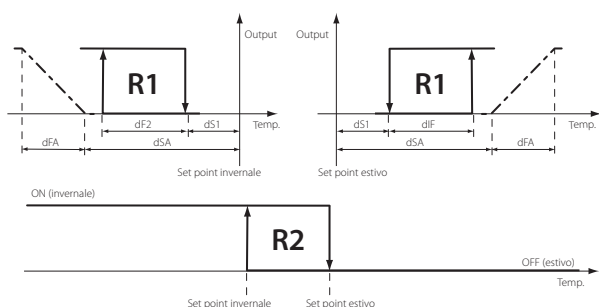 Output
R1
Temp.
dF2
dS1
dFA
dSA
Set point invernale
Output
R1
Temp.
dS1
dIF
dSA
dFA
Set point estivo
ON (invernale)
R2
OFF (estivo)
Temp.
Set point invernale
Set point estivo